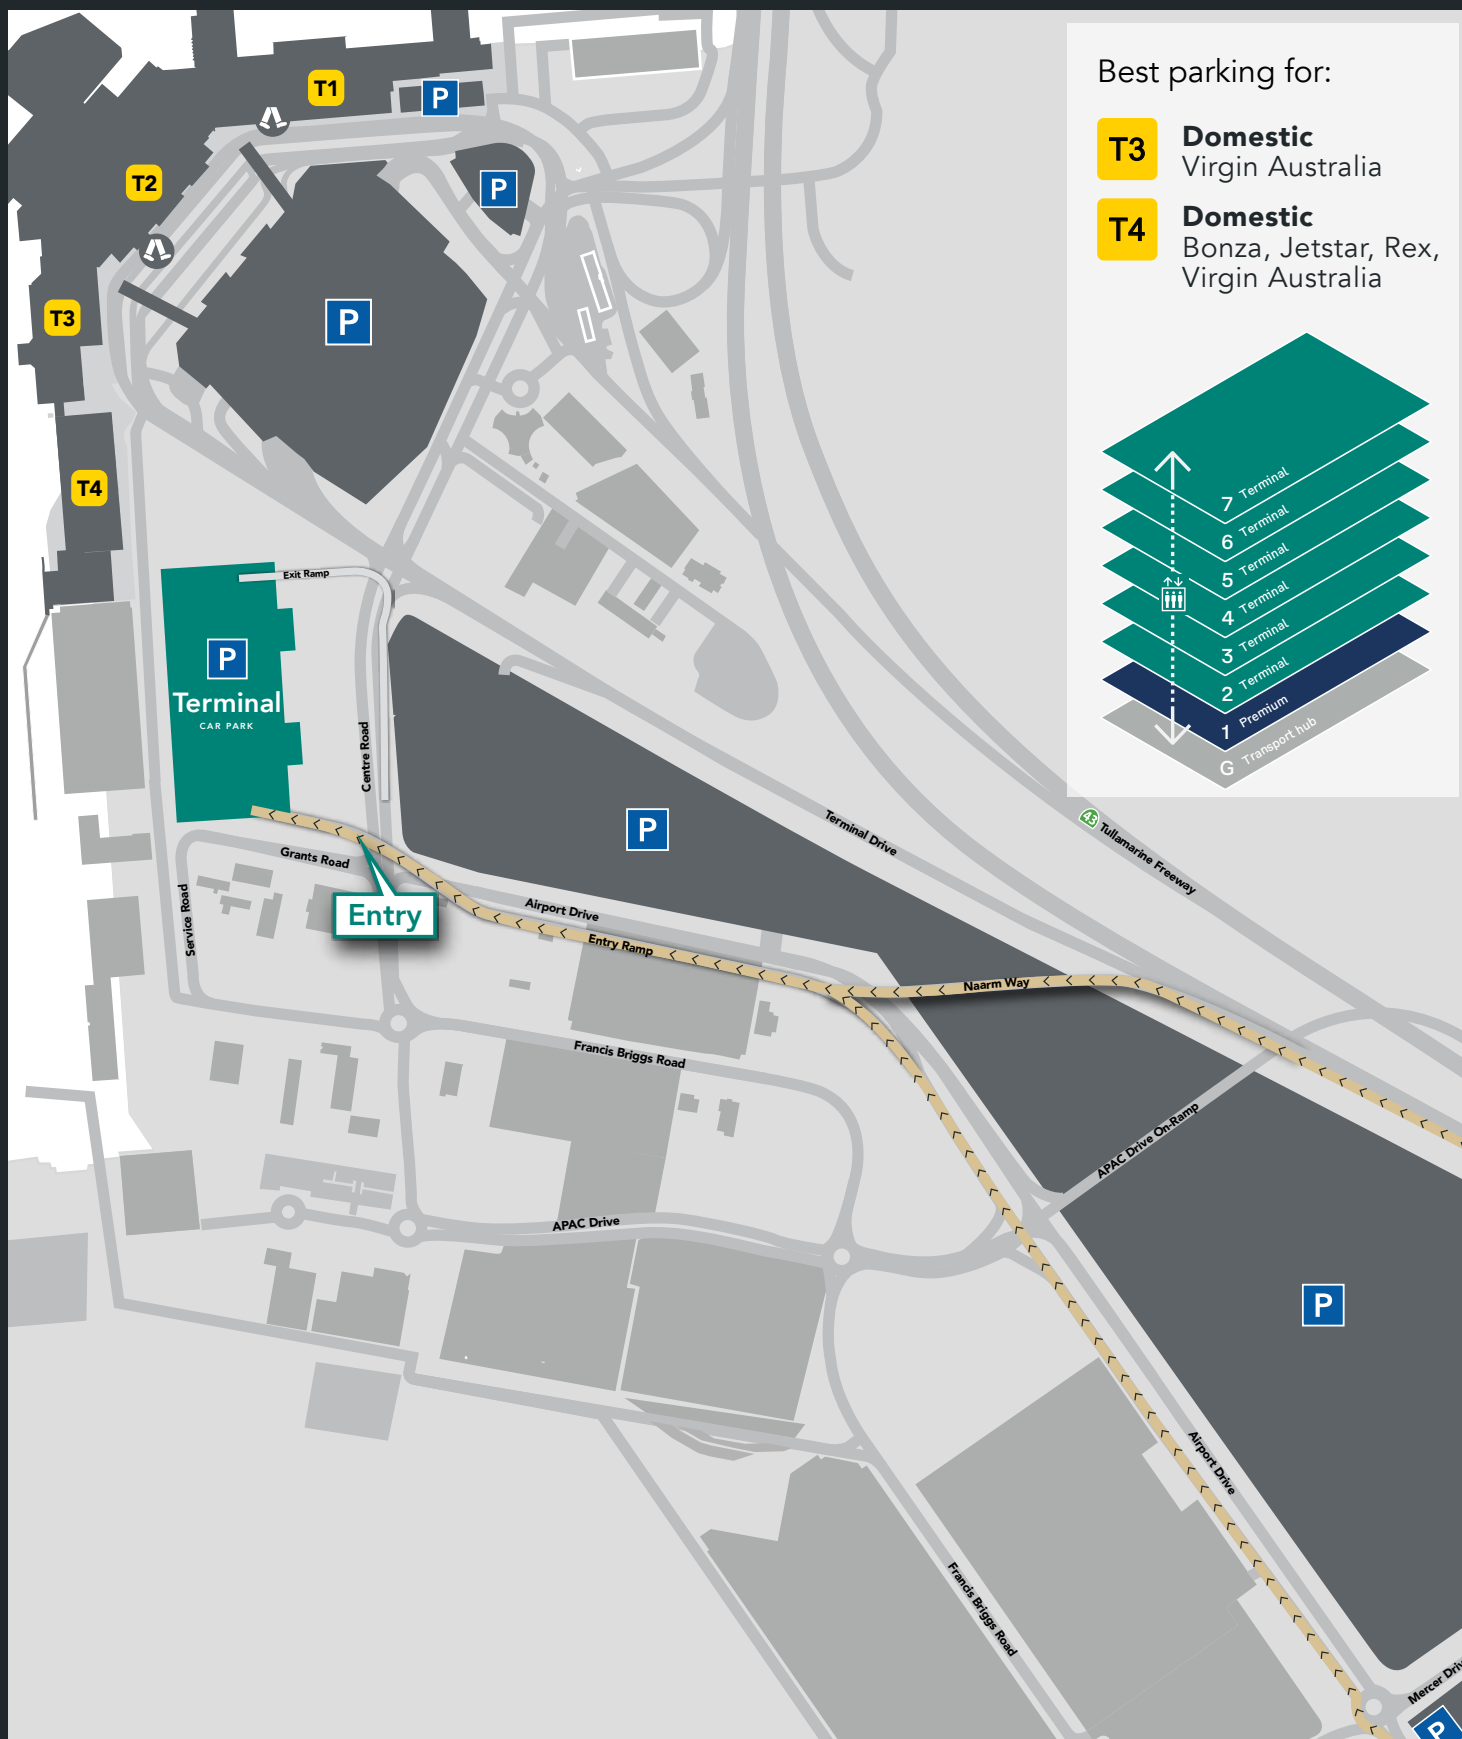 Best parking for:
T3
Domestic
Virgin Australia
T4
Domestic
Bonza, Jetstar, Rex,
Virgin Australia
7 Terminal
6 Terminal
5 Terminal
4 Terminal
3 Terminal
2 Terminal
1 Premium
G Transport hub
T1
P
T2
P
T3
P
T4
Exit Ramp
P
Terminal
CAR PARK
Centre Road
P
Terminal Drive
43
Tullamarine Freeway
Grants Road
Service Road
Entry
Airport Drive
Entry Ramp
Naarm Way
Francis Briggs Road
APAC Drive On-Ramp
APAC Drive
P
Airport Drive
Francis Briggs Road
Mercer Driv
P